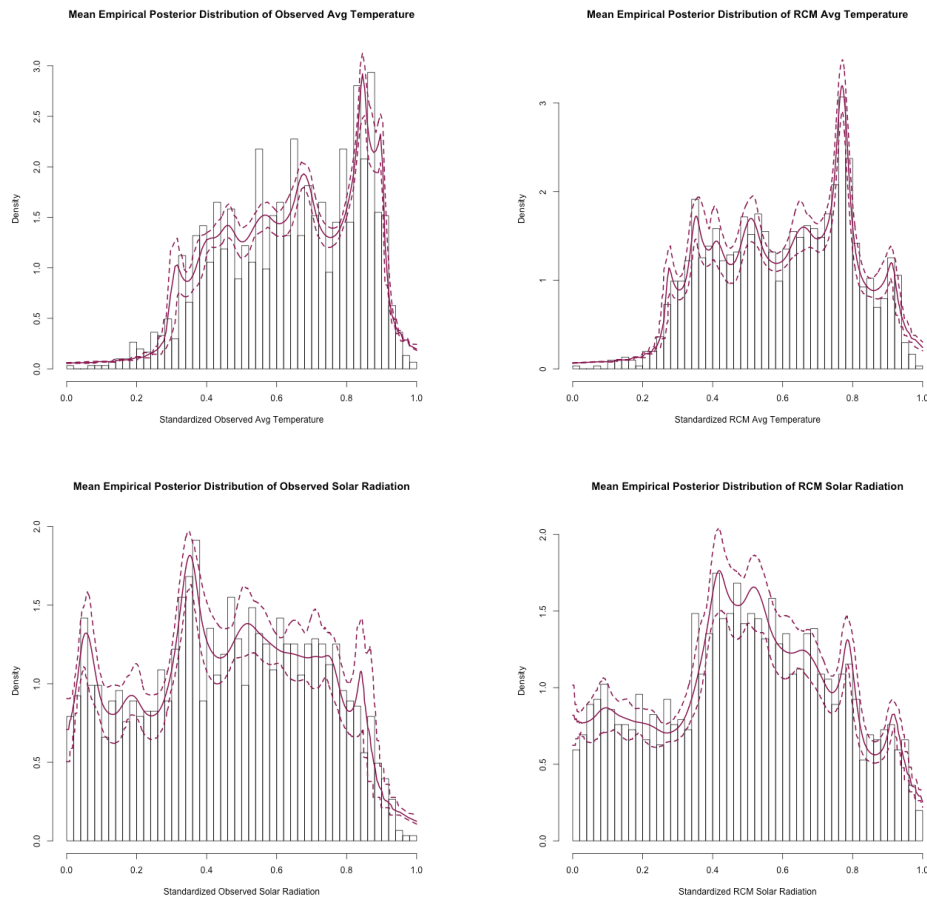 Mean Empirical Posterior Distribution of Observed Avg Temperature
Density
0.0 0.5 1.0 1.5 2.0 2.5 3.0
0.0 0.2 0.4 0.6 0.8 1.0
Standardized Observed Avg Temperature
Mean Empirical Posterior Distribution of RCM Avg Temperature
Density
0 1 2 3
0.0 0.2 0.4 0.6 0.8 1.0
Standardized RCM Avg Temperature
Mean Empirical Posterior Distribution of Observed Solar Radiation
Density
0.0 0.5 1.0 1.5 2.0
0.0 0.2 0.4 0.6 0.8 1.0
Standardized Observed Solar Radiation
Mean Empirical Posterior Distribution of RCM Solar Radiation
Density
0.0 0.5 1.0 1.5 2.0
0.0 0.2 0.4 0.6 0.8 1.0
Standardized RCM Solar Radiation